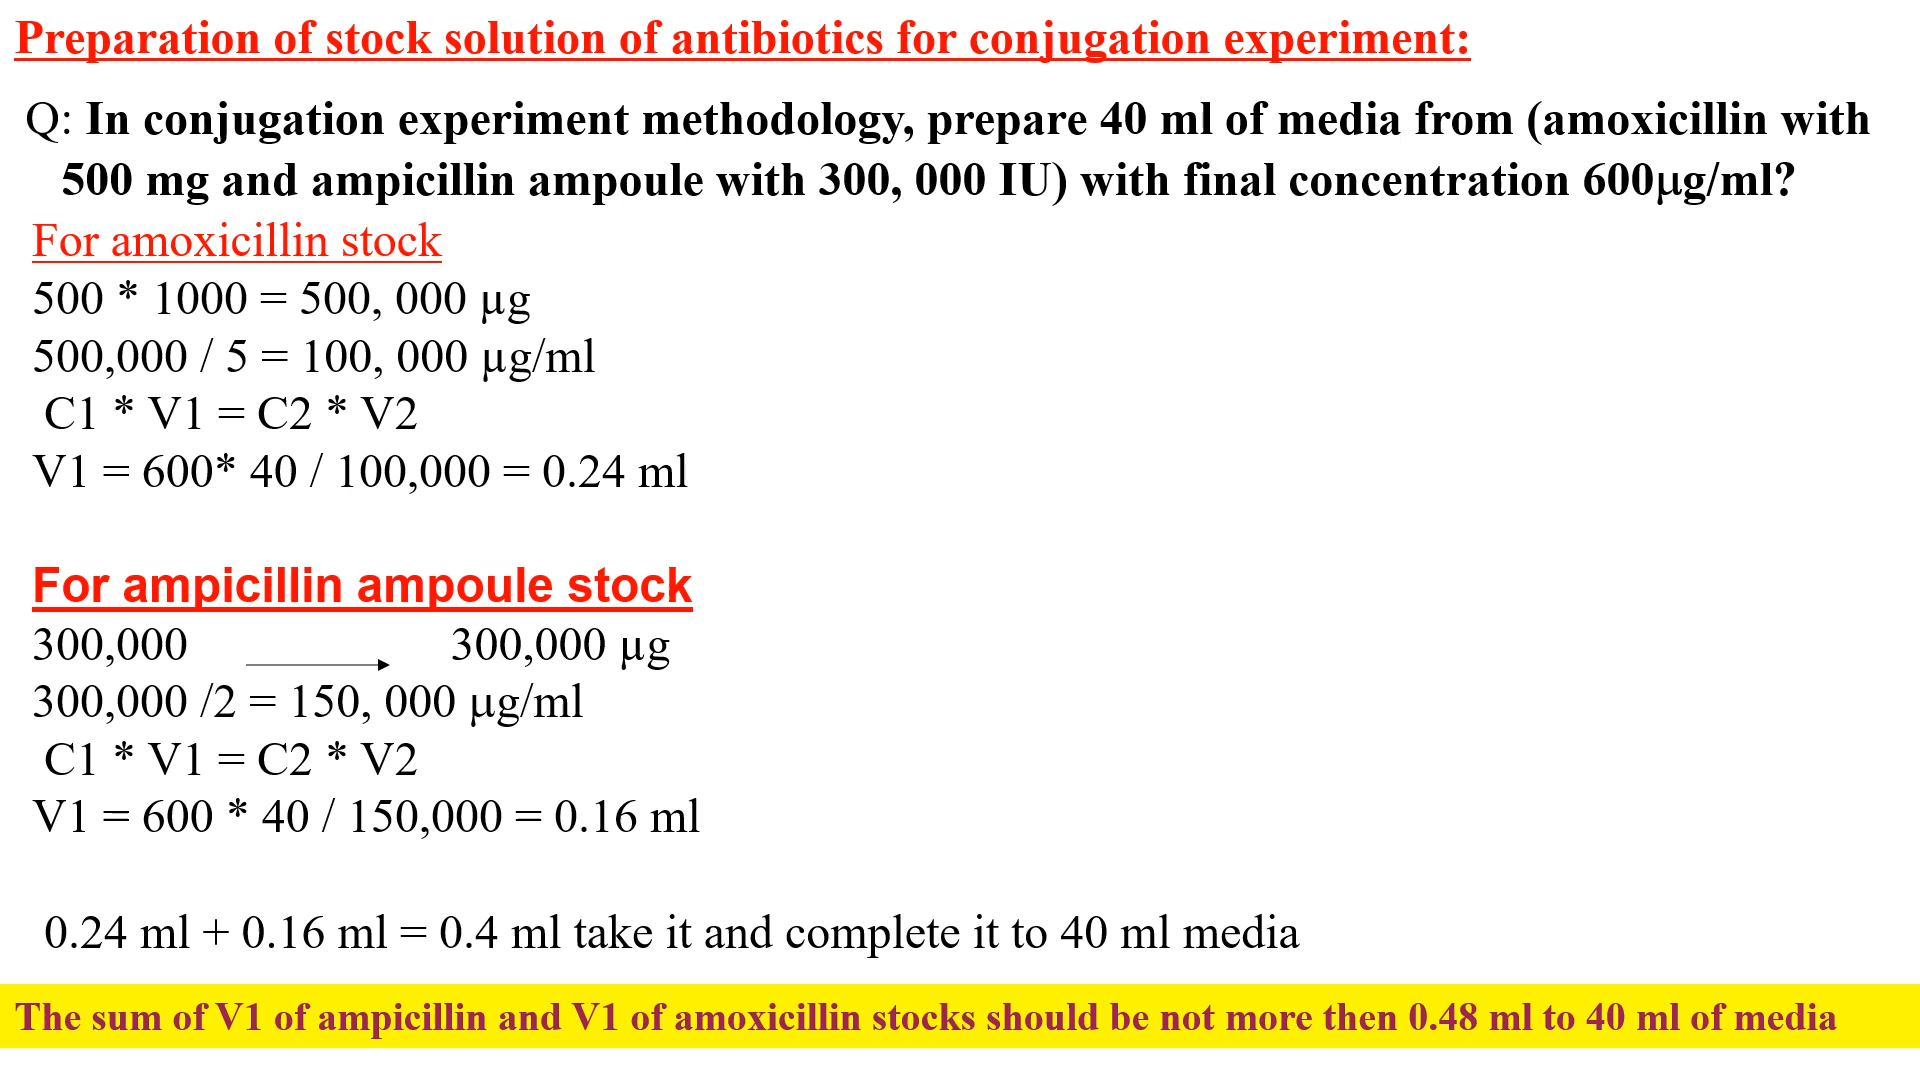 Preparation of stock solution of antibiotics for conjugation experiment:
Q: In conjugation experiment methodology, prepare 40 ml of media from (amoxicillin with
500 mg and ampicillin ampoule with 300, 000 IU) with final concentration 600µg/ml?
For amoxicillin stock
500 * 1000 = 500, 000 µg
500,000 / 5 = 100, 000 µg/ml
C1 * V1 = C2 * V2
V1 = 600* 40 / 100,000 = 0.24 ml
For ampicillin ampoule stock
300,000 300,000 µg
300,000 /2 = 150, 000 µg/ml
C1 * V1 = C2 * V2
V1 = 600 * 40 / 150,000 = 0.16 ml
0.24 ml + 0.16 ml = 0.4 ml take it and complete it to 40 ml media
The sum of V1 of ampicillin and V1 of amoxicillin stocks should be not more then 0.48 ml to 40 ml of media